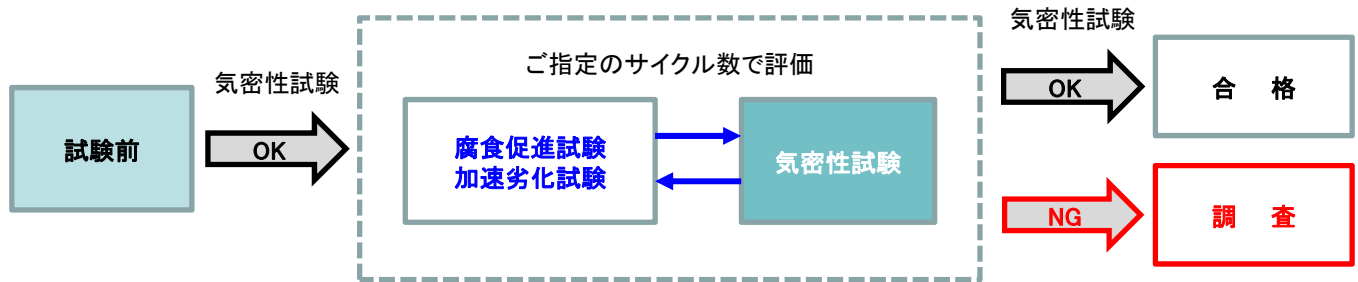 試験前
気密性試験
OK
ご指定のサイクル数で評価
腐食促進試験
加速劣化試験
気密性試験
気密性試験
OK
合　格
NG
調　査